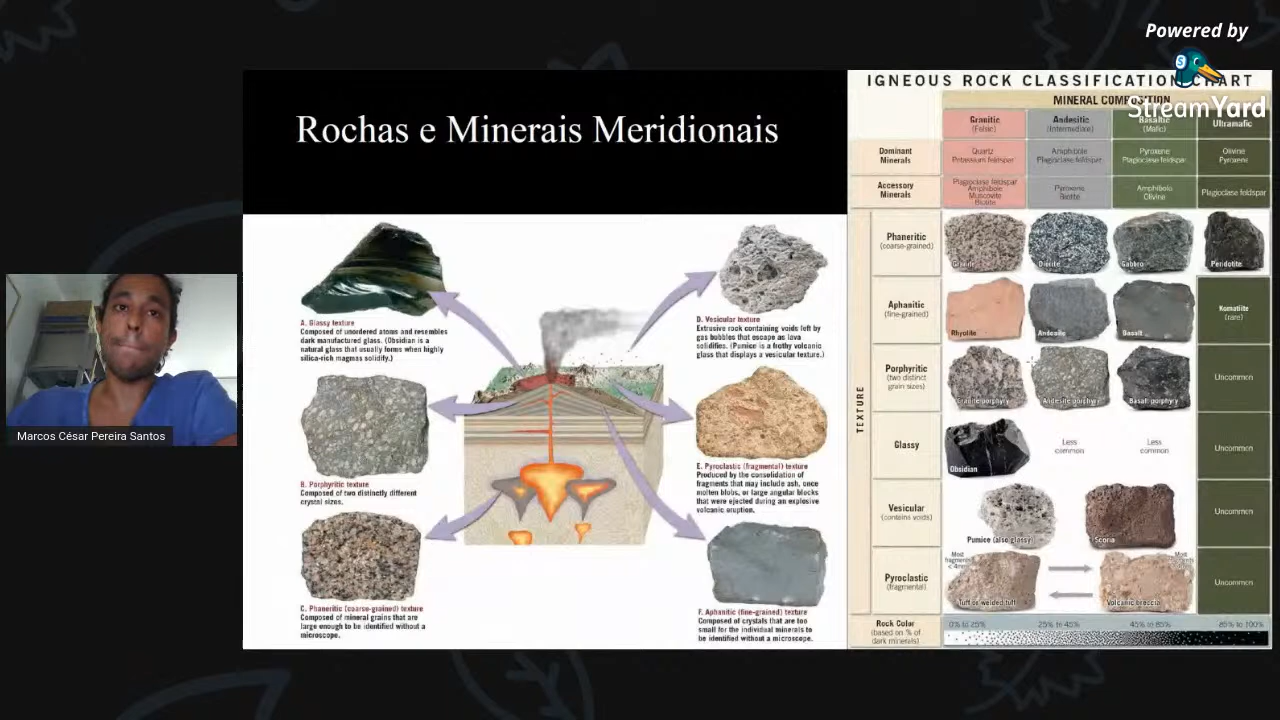 Powered by
StreamYard
Rochas e Minerais Meridionais
Marcos César Pereira Santos
A. Glassy texture
Composed of unordered atoms and resembles
dark manufactured glass. (Obsidian is a
natural glass that usually forms when highly
silica-rich magmas solidify.)
B. Porphyritic texture
Composed of two distinctly different
crystal sizes.
C. Phaneritic (coarse-grained) texture
Composed of mineral grains that are
large enough to be identified without a
microscope.
D. Vesicular texture
Extrusive rock containing voids left by
gas bubbles that escape as lava
solidifies. (Pumice is a frothy volcanic
glass that displays a vesicular texture.)
E. Pyroclastic (fragmental) texture
Produced by the consolidation of
fragments that may include ash, once
molten blobs, or large angular blocks
that were ejected during an explosive
volcanic eruption.
F. Aphanitic (fine-grained) texture
Composed of crystals that are too
small for the individual minerals to
be identified without a microscope.
IGNEOUS ROCK CLASSIFICATION CHART
MINERAL COMPOSITION
Granitic
(Felsic)
Andesitic
(Intermediate)
Basaltic
(Mafic)
Ultramafic
Dominant
Minerals
Quartz
Potassium feldspar
Amphibole
Plagioclase feldspar
Pyroxene
Plagioclase feldspar
Olivine
Pyroxene
Accessory
Minerals
Plagioclase feldspar
Amphibole
Muscovite
Biotite
Pyroxene
Biotite
Amphibole
Olivine
Plagioclase feldspar
TEXTURE
Phaneritic
(coarse-grained)
Granite
Diorite
Gabbro
Peridotite
Aphanitic
(fine-grained)
Rhyolite
Andesite
Basalt
Komatiite
(rare)
Porphyritic
(two distinct
grain sizes)
Granite porphyry
Andesite porphyry
Basalt porphyry
Uncommon
Glassy
Obsidian
Less
common
Less
common
Uncommon
Vesicular
(contains voids)
Pumice (also glassy)
Scoria
Uncommon
Pyroclastic
(fragmental)
Most
fragments
< 4mm
Tuff or welded tuff
Most
Volcanic breccia
Uncommon
Rock Color
(based on % of
dark minerals)
0% to 25%
25% to 45%
45% to 85%
85% to 100%